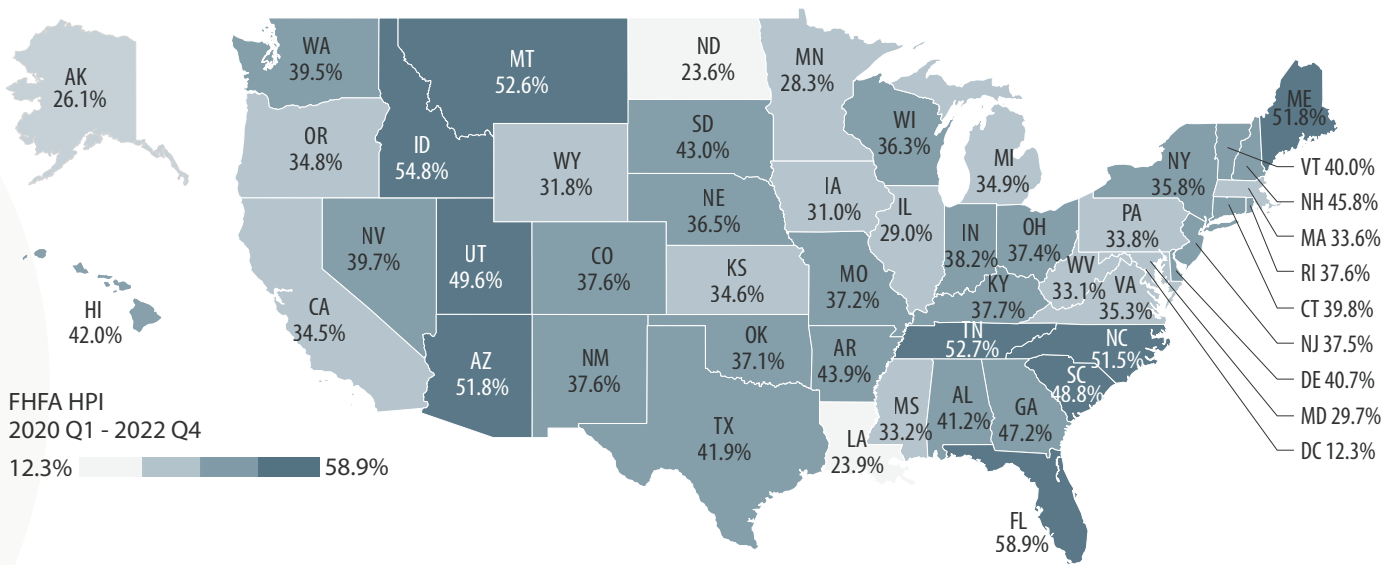 AK
26.1%
WA
39.5%
MT
52.6%
ND
23.6%
MN
28.3%
ME
51.8%
OR
34.8%
ID
54.8%
WY
31.8%
SD
43.0%
WI
36.3%
MI
34.9%
NY
35.8%
VT 40.0%
NH 45.8%
MA 33.6%
RI 37.6%
CT 39.8%
NJ 37.5%
DE 40.7%
MD 29.7%
DC 12.3%
NE
36.5%
IA
31.0%
IL
29.0%
IN
38.2%
OH
37.4%
PA
33.8%
NV
39.7%
UT
49.6%
CO
37.6%
KS
34.6%
MO
37.2%
KY
37.7%
WV
33.1%
VA
35.3%
HI
42.0%
CA
34.5%
AZ
51.8%
NM
37.6%
OK
37.1%
AR
43.9%
TN
52.7%
NC
51.5%
SC
48.8%
TX
41.9%
LA
23.9%
MS
33.2%
AL
41.2%
GA
47.2%
FL
58.9%
FHFA HPI
2020 Q1 - 2022 Q4
12.3% 58.9%